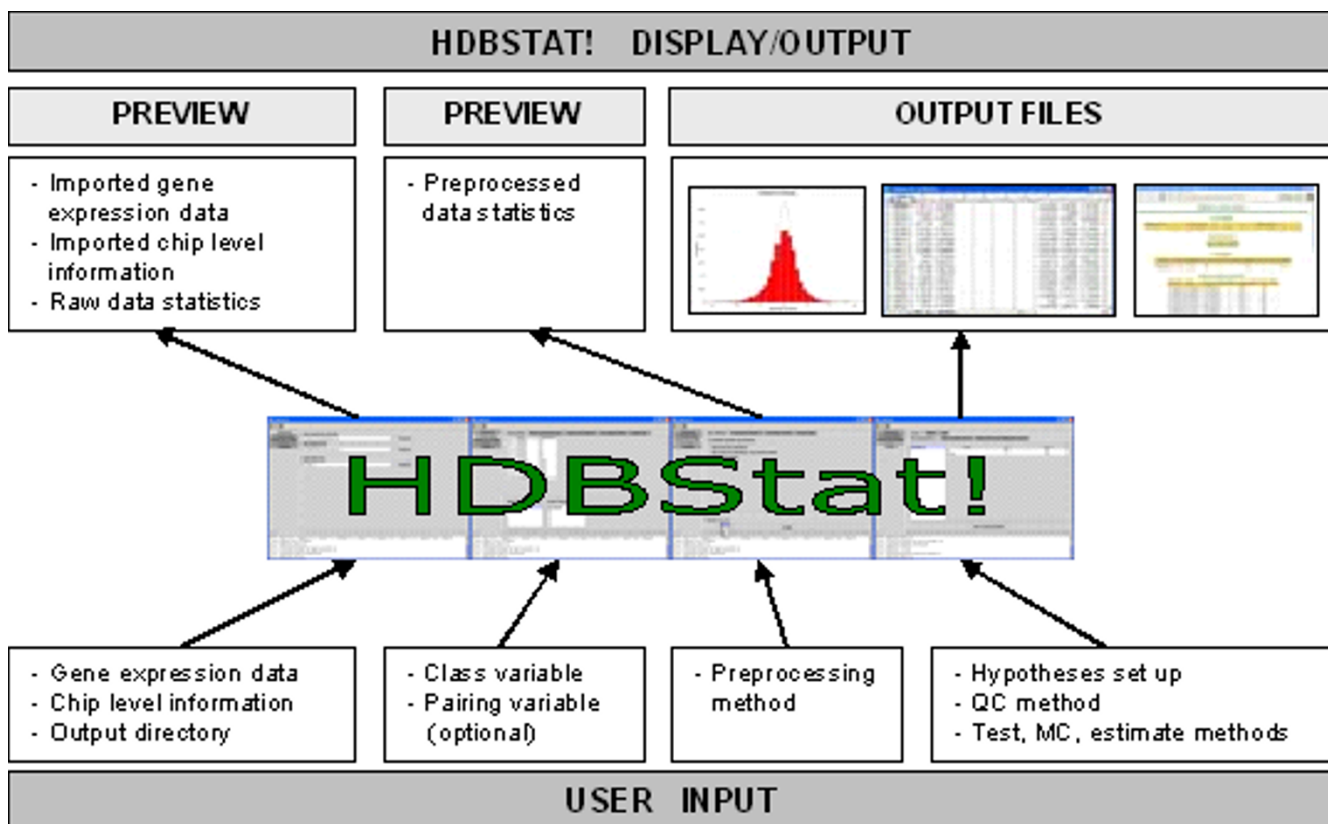 HDBSTAT! DISPLAY/OUTPUT
PREVIEW
- Imported gene
expression data
- Imported chip level
information
- Raw data statistics
PREVIEW
- Preprocessed
data statistics
OUTPUT FILES
HDBStat!
- Gene expression data
- Chip level information
- Output directory
- Class variable
- Pairing variable
(optional)
- Preprocessing
method
- Hypotheses set up
- QC method
- Test, MC, estimate methods
USER INPUT